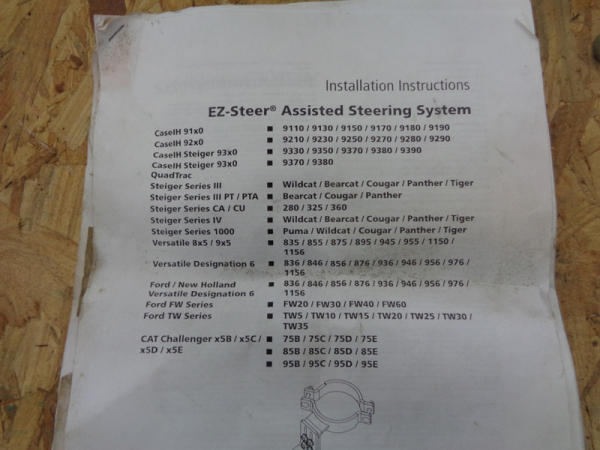 Installation Instructions
EZ-Steer® Assisted Steering System
CaseIH 91x0 ■ 9110 / 9130 / 9150 / 9170 / 9180 / 9190
CaseIH 92x0 ■ 9210 / 9230 / 9250 / 9270 / 9280 / 9290
CaseIH Steiger 93x0 ■ 9330 / 9350 / 9370 / 9380 / 9390
CaseIH Steiger 93x0 ■ 9370 / 9380
QuadTrac
Steiger Series III ■ Wildcat / Bearcat / Cougar / Panther / Tiger
Steiger Series III PT / PTA ■ Bearcat / Cougar / Panther
Steiger Series CA / CU ■ 280 / 325 / 360
Steiger Series IV ■ Wildcat / Bearcat / Cougar / Panther / Tiger
Steiger Series 1000 ■ Puma / Wildcat / Cougar / Panther / Tiger
Versatile 8x5 / 9x5 ■ 835 / 855 / 875 / 895 / 945 / 955 / 1150 /
1156
Versatile Designation 6 ■ 836 / 846 / 856 / 876 / 936 / 946 / 956 / 976 /
1156
Ford / New Holland ■ 836 / 846 / 856 / 876 / 936 / 946 / 956 / 976 /
Versatile Designation 6 1156
Ford FW Series ■ FW20 / FW30 / FW40 / FW60
Ford TW Series ■ TW5 / TW10 / TW15 / TW20 / TW25 / TW30 /
TW35
CAT Challenger x5B / x5C / ■ 75B / 75C / 75D / 75E
x5D / x5E ■ 85B / 85C / 85D / 85E
■ 95B / 95C / 95D / 95E